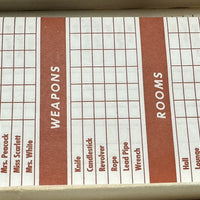 Mrs. Peacock
Miss Scarlett
Mrs. White
WEAPONS
Knife
Candlestick
Revolver
Rope
Lead Pipe
Wrench
ROOMS
Hall
Lounge